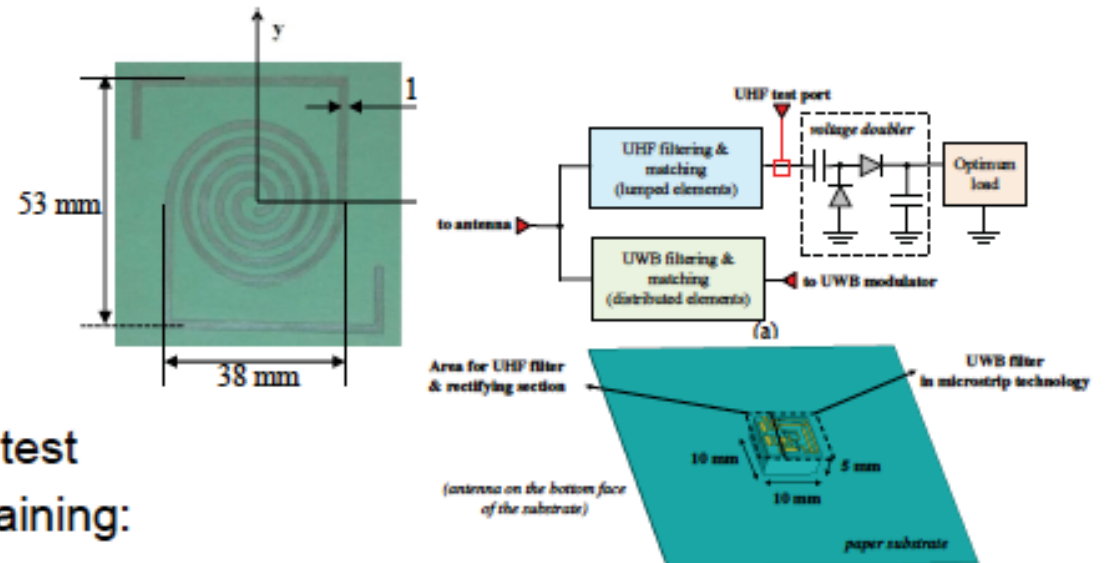 y
1
53 mm
38 mm
UHF test port
voltage doubler
UHF filtering &
matching
(lumped elements)
Optimum
load
to antenna
UWB filtering &
matching
(distributed elements)
to UWB modulator
(a)
Area for UHF filter
& rectifying section
UWB filter
in microstrip technology
10 mm
5 mm
10 mm
(antenna on the bottom face
of the substrate)
paper substrate
test
aining: